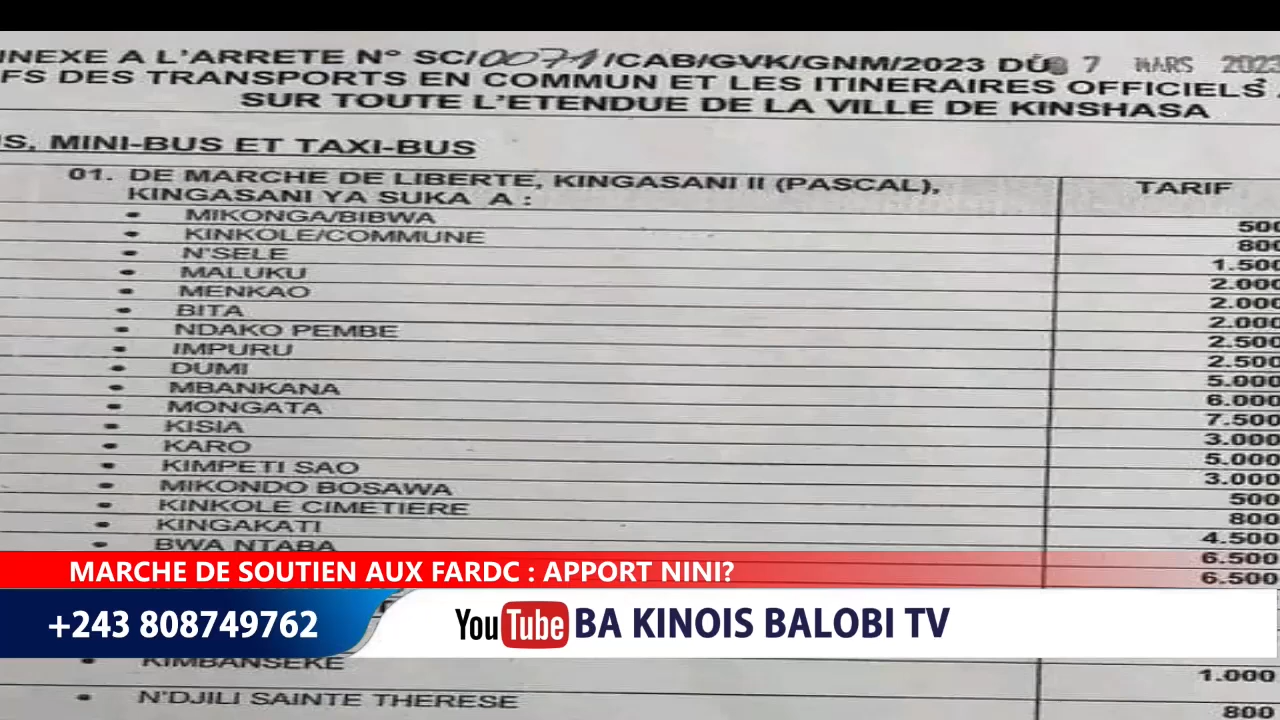 NNEXE A L'ARRETE N° SC/0071/CAB/GVK/GNM/2023 DU 7 MARS 2023
FS DES TRANSPORTS EN COMMUN ET LES ITINERAIRES OFFICIELS
SUR TOUTE L'ETENDUE DE LA VILLE DE KINSHASA
S, MINI-BUS ET TAXI-BUS
01. DE MARCHE DE LIBERTE, KINGASANI II (PASCAL), TARIF
KINGASANI YA SUKA A :
• MIKONGA/BIBWA 500
• KINKOLE/COMMUNE 800
• N'SELE 1.500
• MALUKU 2.000
• MENKAO 2.000
• BITA 2.000
• NDAKO PEMBE 2.500
• IMPURU 2.500
• DUMI 5.000
• MBANKANA 6.000
• MONGATA 7.500
• KISIA 3.000
• KARO 5.000
• KIMPETI SAO 3.000
• MIKONDO BOSAWA 500
• KINKOLE CIMETIERE 800
• KINGAKATI 4.500
• BWA NTABA 6.500
6.500
MARCHE DE SOUTIEN AUX FARDC : APPORT NINI?
+243 808749762
YouTube BA KINOIS BALOBI TV
• KIMBANSEKE 1.000
• N'DJILI SAINTE THERESE 800